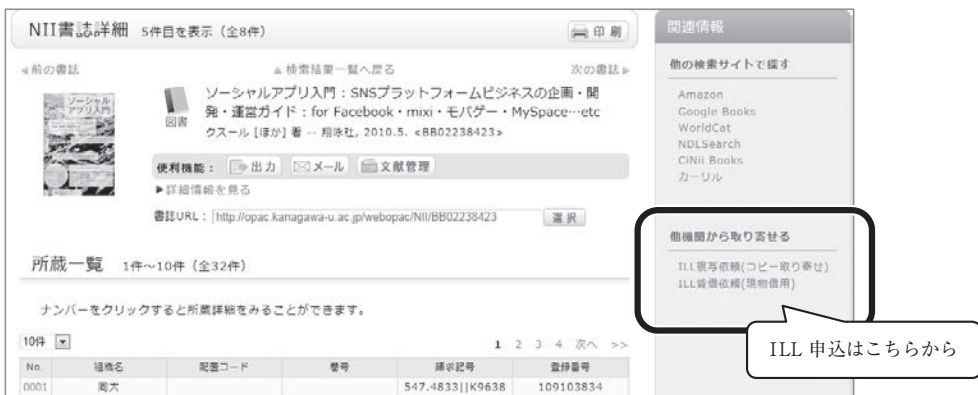 NII書誌詳細 5件目を表示（全8件）
印刷
◀前の書誌
▲検索結果一覧へ戻る
次の書誌▶
ソーシャル
アプリ入門
図書
ソーシャルアプリ入門：SNSプラットフォームビジネスの企画・開
発・運営ガイド：for Facebook・mixi・モバゲー・MySpace…etc
クスール [ほか] 著 -- 翔泳社, 2010.5. <BB02238423>
便利機能： 出力 メール 文献管理
▶詳細情報を見る
書誌URL： http://opac.kanagawa-u.ac.jp/webopac/NII/BB02238423 選択
所蔵一覧 1件～10件（全32件）
ナンバーをクリックすると所蔵詳細をみることができます。
10件
1 2 3 4 次へ >>
No. 組織名 配置コード 巻号 請求記号 登録番号
0001 同大 547.4833||K9638 109103834
関連情報
他の検索サイトで探す
Amazon
Google Books
WorldCat
NDLSearch
CiNii Books
カーリル
他機関から取り寄せる
ILL複写依頼(コピー取り寄せ)
ILL貸借依頼(現物借用)
ILL 申込はこちらから